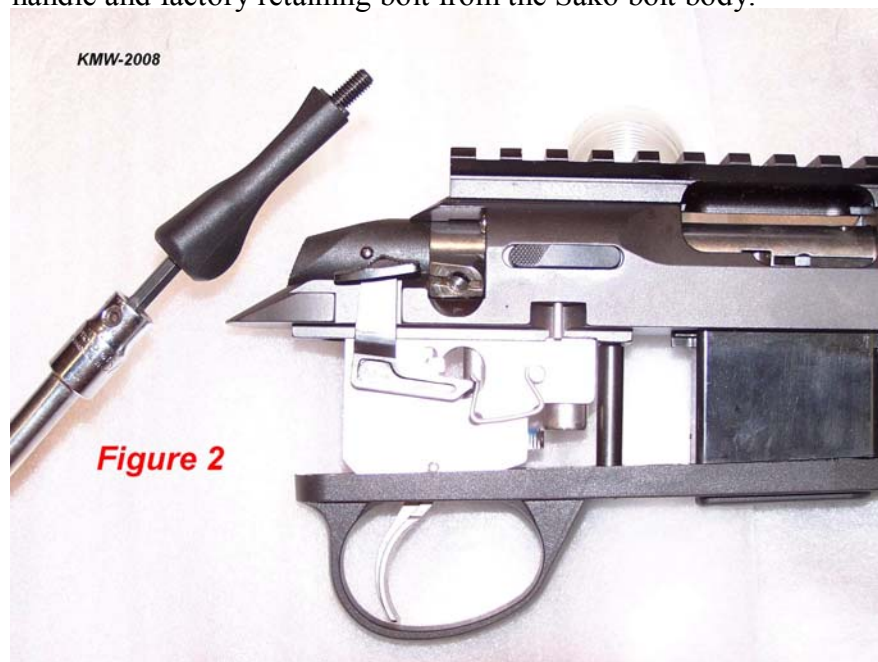 handle and factory retaining bolt from the Sako bolt body.
KMW-2008
Figure 2